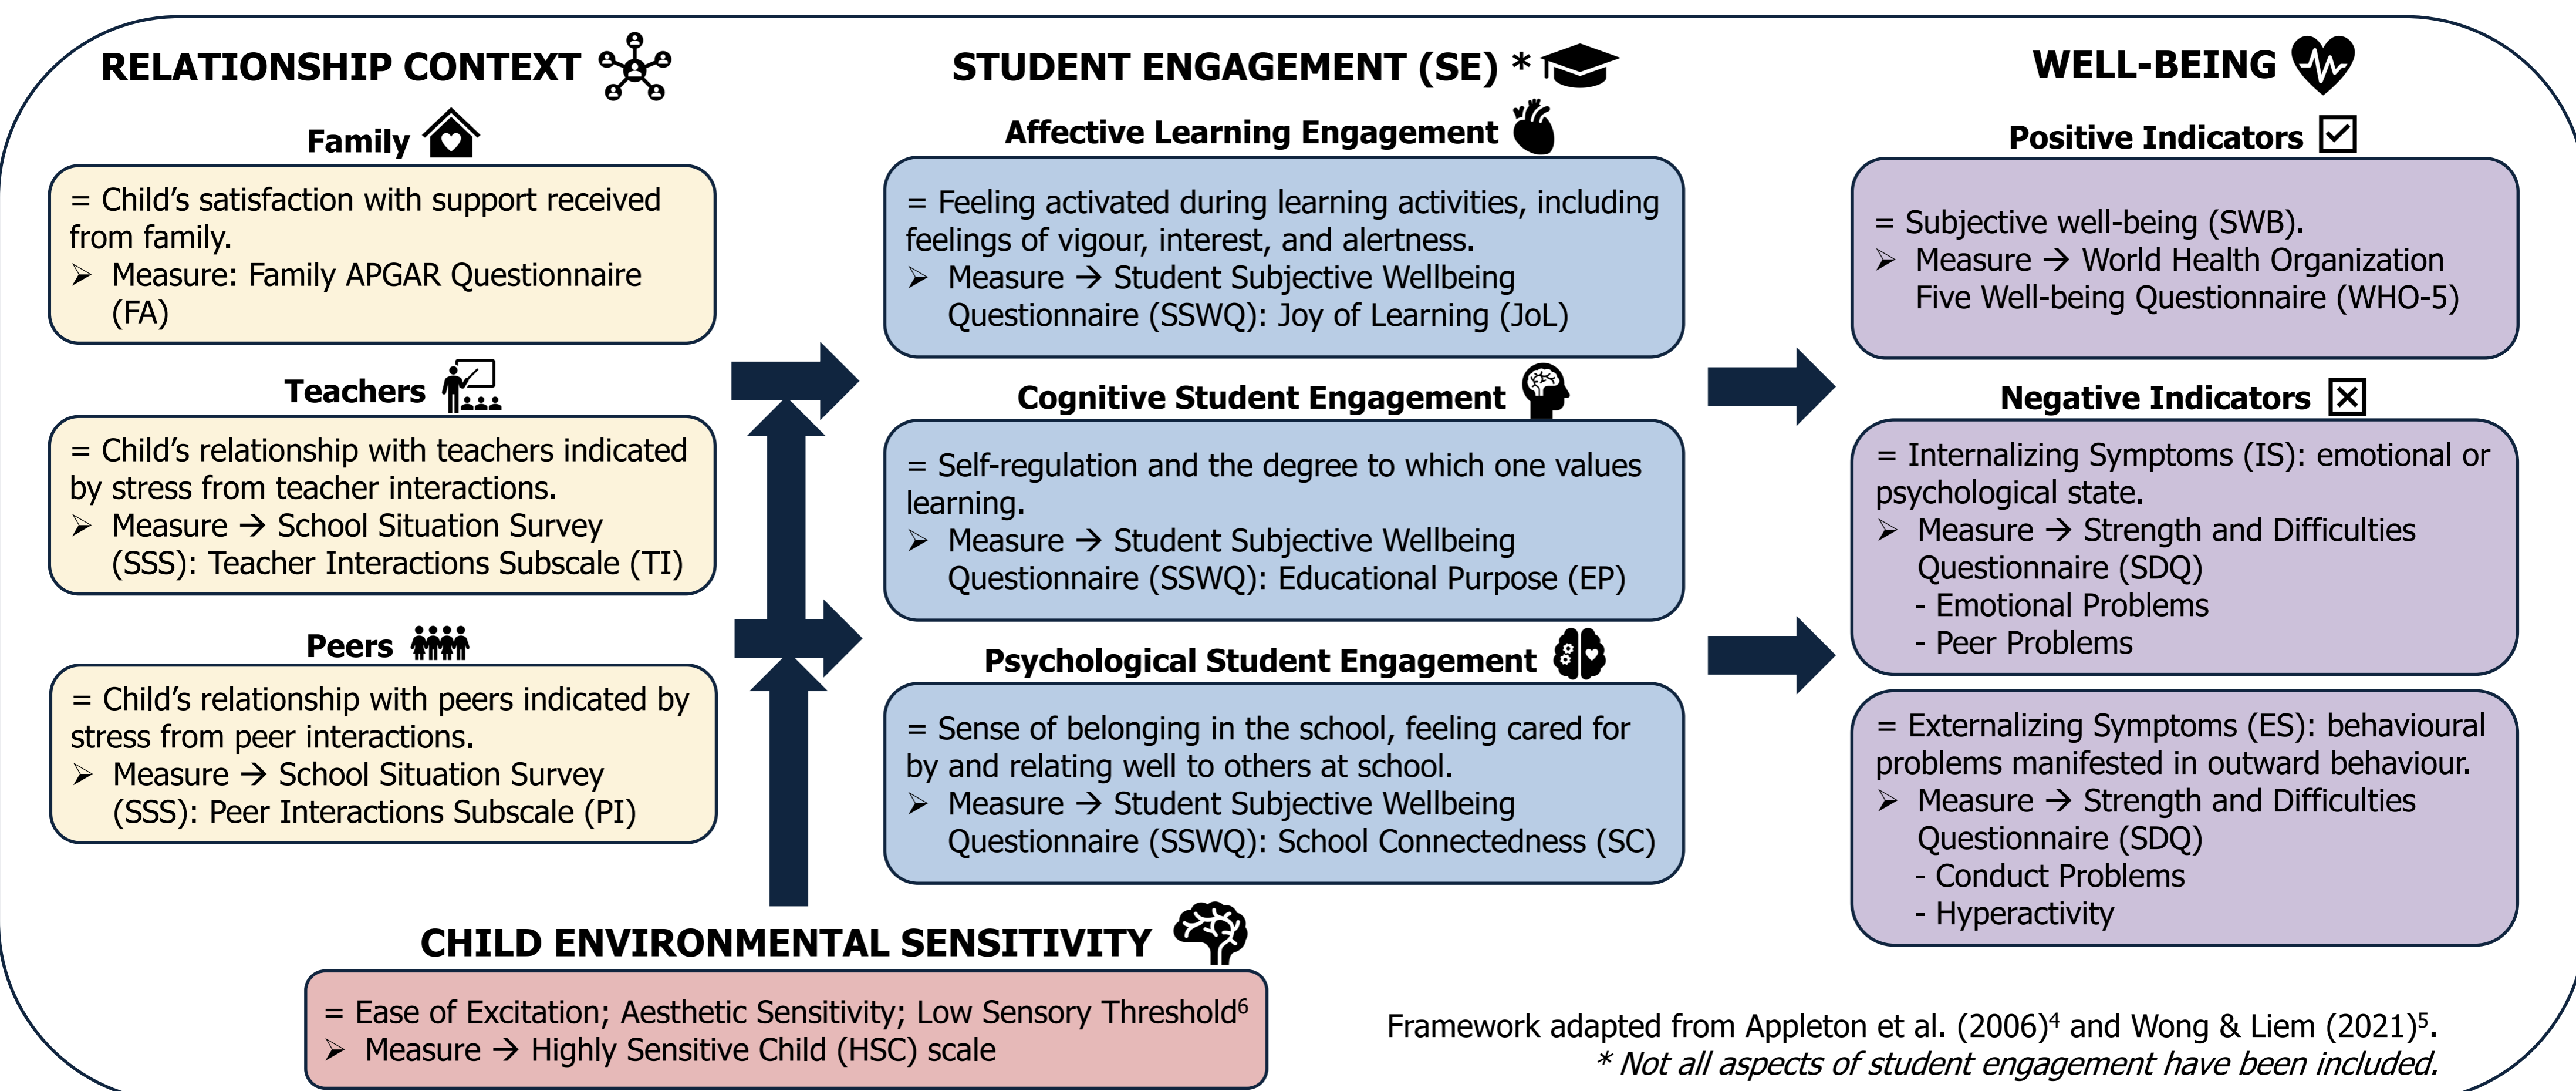 RELATIONSHIP CONTEXT
Family
= Child’s satisfaction with support received
from family.
➢ Measure: Family APGAR Questionnaire
(FA)
Teachers
= Child’s relationship with teachers indicated
by stress from teacher interactions.
➢ Measure → School Situation Survey
(SSS): Teacher Interactions Subscale (TI)
Peers
= Child’s relationship with peers indicated by
stress from peer interactions.
➢ Measure → School Situation Survey
(SSS): Peer Interactions Subscale (PI)
STUDENT ENGAGEMENT (SE) *
Affective Learning Engagement
= Feeling activated during learning activities, including
feelings of vigour, interest, and alertness.
➢ Measure → Student Subjective Wellbeing
Questionnaire (SSWQ): Joy of Learning (JoL)
Cognitive Student Engagement
= Self-regulation and the degree to which one values
learning.
➢ Measure → Student Subjective Wellbeing
Questionnaire (SSWQ): Educational Purpose (EP)
Psychological Student Engagement
= Sense of belonging in the school, feeling cared for
by and relating well to others at school.
➢ Measure → Student Subjective Wellbeing
Questionnaire (SSWQ): School Connectedness (SC)
WELL-BEING
Positive Indicators
= Subjective well-being (SWB).
➢ Measure → World Health Organization
Five Well-being Questionnaire (WHO-5)
Negative Indicators
= Internalizing Symptoms (IS): emotional or
psychological state.
➢ Measure → Strength and Difficulties
Questionnaire (SDQ)
- Emotional Problems
- Peer Problems
= Externalizing Symptoms (ES): behavioural
problems manifested in outward behaviour.
➢ Measure → Strength and Difficulties
Questionnaire (SDQ)
- Conduct Problems
- Hyperactivity
CHILD ENVIRONMENTAL SENSITIVITY
= Ease of Excitation; Aesthetic Sensitivity; Low Sensory Threshold⁶
➢ Measure → Highly Sensitive Child (HSC) scale
Framework adapted from Appleton et al. (2006)⁴ and Wong & Liem (2021)⁵.
* Not all aspects of student engagement have been included.